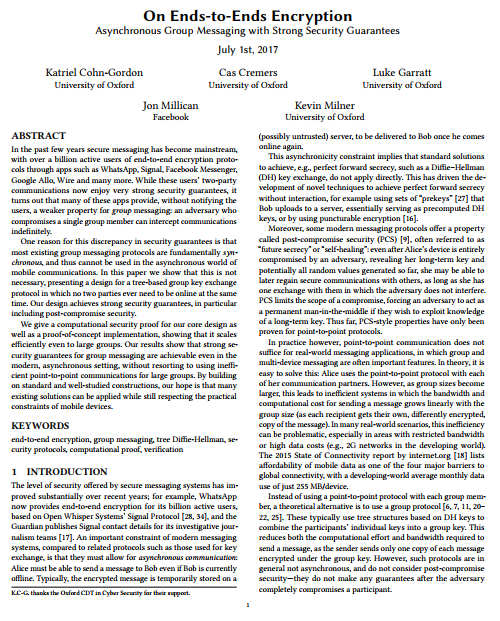 On Ends-to-Ends Encryption
Asynchronous Group Messaging with Strong Security Guarantees
July 1st, 2017
Katriel Cohn-Gordon
University of Oxford
Cas Cremers
University of Oxford
Luke Garratt
University of Oxford
Jon Millican
Facebook
Kevin Milner
University of Oxford
ABSTRACT
In the past few years secure messaging has become mainstream,
with over a billion active users of end-to-end encryption proto-
cols through apps such as WhatsApp, Signal, Facebook Messenger,
Google Allo, Wire and many more. While these users' two-party
communications now enjoy very strong security guarantees, it
turns out that many of these apps provide, without notifying the
users, a weaker property for group messaging: an adversary who
compromises a single group member can intercept communications
indefinitely.
One reason for this discrepancy in security guarantees is that
most existing group messaging protocols are fundamentally syn-
chronous, and thus cannot be used in the asynchronous world of
mobile communications. In this paper we show that this is not
necessary, presenting a design for a tree-based group key exchange
protocol in which no two parties ever need to be online at the same
time. Our design achieves strong security guarantees, in particular
including post-compromise security.
We give a computational security proof for our core design as
well as a proof-of-concept implementation, showing that it scales
efficiently even to large groups. Our results show that strong se-
curity guarantees for group messaging are achievable even in the
modern, asynchronous setting, without resorting to using ineffi-
cient point-to-point communications for large groups. By building
on standard and well-studied constructions, our hope is that many
existing solutions can be applied while still respecting the practical
constraints of mobile devices.
KEYWORDS
end-to-end encryption, group messaging, tree Diffie-Hellman, se-
curity protocols, computational proof, verification
1 INTRODUCTION
The level of security offered by secure messaging systems has im-
proved substantially over recent years; for example, WhatsApp
now provides end-to-end encryption for its billion active users,
based on Open Whisper Systems' Signal Protocol [28, 34], and the
Guardian publishes Signal contact details for its investigative jour-
nalism teams [17]. An important constraint of modern messaging
systems, compared to related protocols such as those used for key
exchange, is that they must allow for asynchronous communication:
Alice must be able to send a message to Bob even if Bob is currently
offline. Typically, the encrypted message is temporarily stored on a
K.C-G. thanks the Oxford CDT in Cyber Security for their support.
(possibly untrusted) server, to be delivered to Bob once he comes
online again.
This asynchronicity constraint implies that standard solutions
to achieve, e.g., perfect forward secrecy, such as a Diffie–Hellman
(DH) key exchange, do not apply directly. This has driven the de-
velopment of novel techniques to achieve perfect forward secrecy
without interaction, for example using sets of "prekeys" [27] that
Bob uploads to a server, essentially serving as precomputed DH
keys, or by using puncturable encryption [16].
Moreover, some modern messaging protocols offer a property
called post-compromise security (PCS) [9], often referred to as
"future secrecy" or "self-healing": even after Alice's device is entirely
compromised by an adversary, revealing her long-term key and
potentially all random values generated so far, she may be able to
later regain secure communications with others, as long as she has
one exchange with them in which the adversary does not interfere.
PCS limits the scope of a compromise, forcing an adversary to act as
a permanent man-in-the-middle if they wish to exploit knowledge
of a long-term key. Thus far, PCS-style properties have only been
proven for point-to-point protocols.
In practice however, point-to-point communication does not
suffice for real-world messaging applications, in which group and
multi-device messaging are often important features. In theory, it is
easy to solve this: Alice uses the point-to-point protocol with each
of her communication partners. However, as group sizes become
larger, this leads to inefficient systems in which the bandwidth and
computational cost for sending a message grows linearly with the
group size (as each recipient gets their own, differently encrypted,
copy of the message). In many real-world scenarios, this inefficiency
can be problematic, especially in areas with restricted bandwidth
or high data costs (e.g., 2G networks in the developing world).
The 2015 State of Connectivity report by internet.org [18] lists
affordability of mobile data as one of the four major barriers to
global connectivity, with a developing-world average monthly data
use of just 255 MB/device.
Instead of using a point-to-point protocol with each group mem-
ber, a theoretical alternative is to use a group protocol [6, 7, 11, 20–
22, 25]. These typically use tree structures based on DH keys to
combine the participants' individual keys into a group key. This
reduces both the computational effort and bandwidth required to
send a message, as the sender sends only one copy of each message
encrypted under the group key. However, such protocols are in
general not asynchronous, and do not consider post-compromise
security—they do not make any guarantees after the adversary
completely compromises a participant.
1